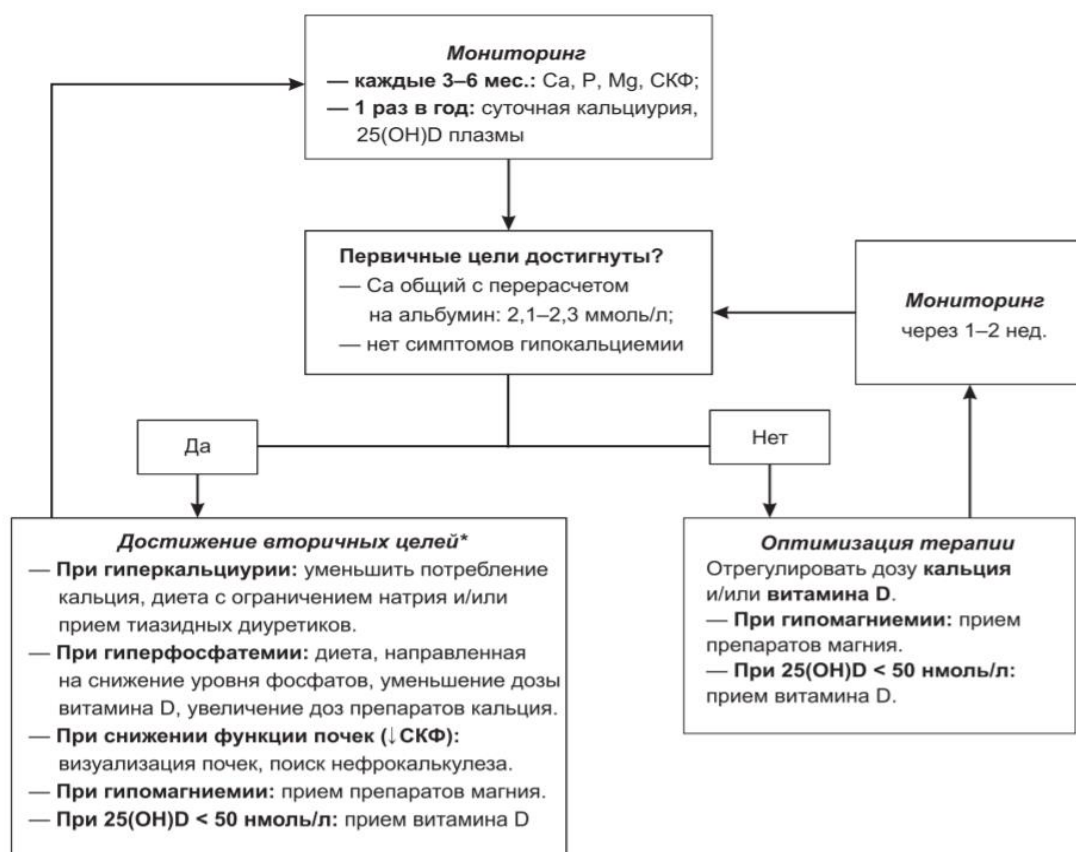 Мониторинг
— каждые 3–6 мес.: Ca, P, Mg, СКФ;
— 1 раз в год: суточная кальциурия,
25(OH)D плазмы
Первичные цели достигнуты?
— Ca общий с перерасчетом
на альбумин: 2,1–2,3 ммоль/л;
— нет симптомов гипокальциемии
Мониторинг
через 1–2 нед.
Да
Нет
Достижение вторичных целей*
— При гиперкальциурии: уменьшить потребление
кальция, диета с ограничением натрия и/или
прием тиазидных диуретиков.
— При гиперфосфатемии: диета, направленная
на снижение уровня фосфатов, уменьшение дозы
витамина D, увеличение доз препаратов кальция.
— При снижении функции почек (↓СКФ):
визуализация почек, поиск нефрокалькулеза.
— При гипомагниемии: прием препаратов магния.
— При 25(OH)D < 50 нмоль/л: прием витамина D
Оптимизация терапии
Отрегулировать дозу кальция
и/или витамина D.
— При гипомагниемии: прием
препаратов магния.
— При 25(OH)D < 50 нмоль/л:
прием витамина D.